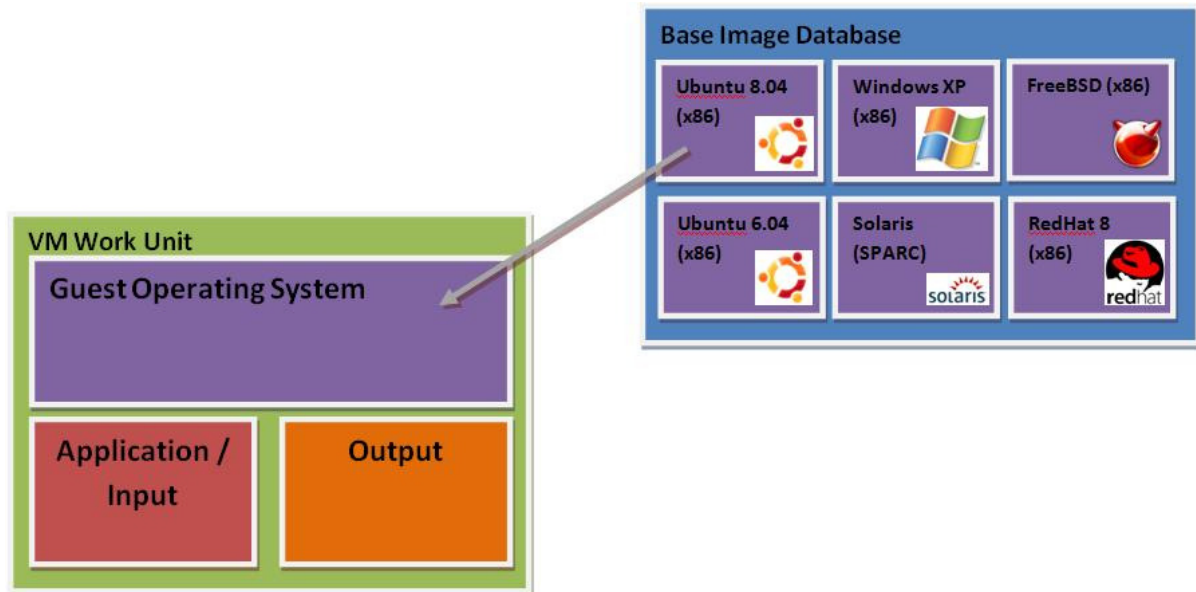 Base Image Database
Ubuntu 8.04
(x86)
Windows XP
(x86)
FreeBSD (x86)
Ubuntu 6.04
(x86)
Solaris
(SPARC)
solaris
RedHat 8
(x86)
redhat
VM Work Unit
Guest Operating System
Application /
Input
Output